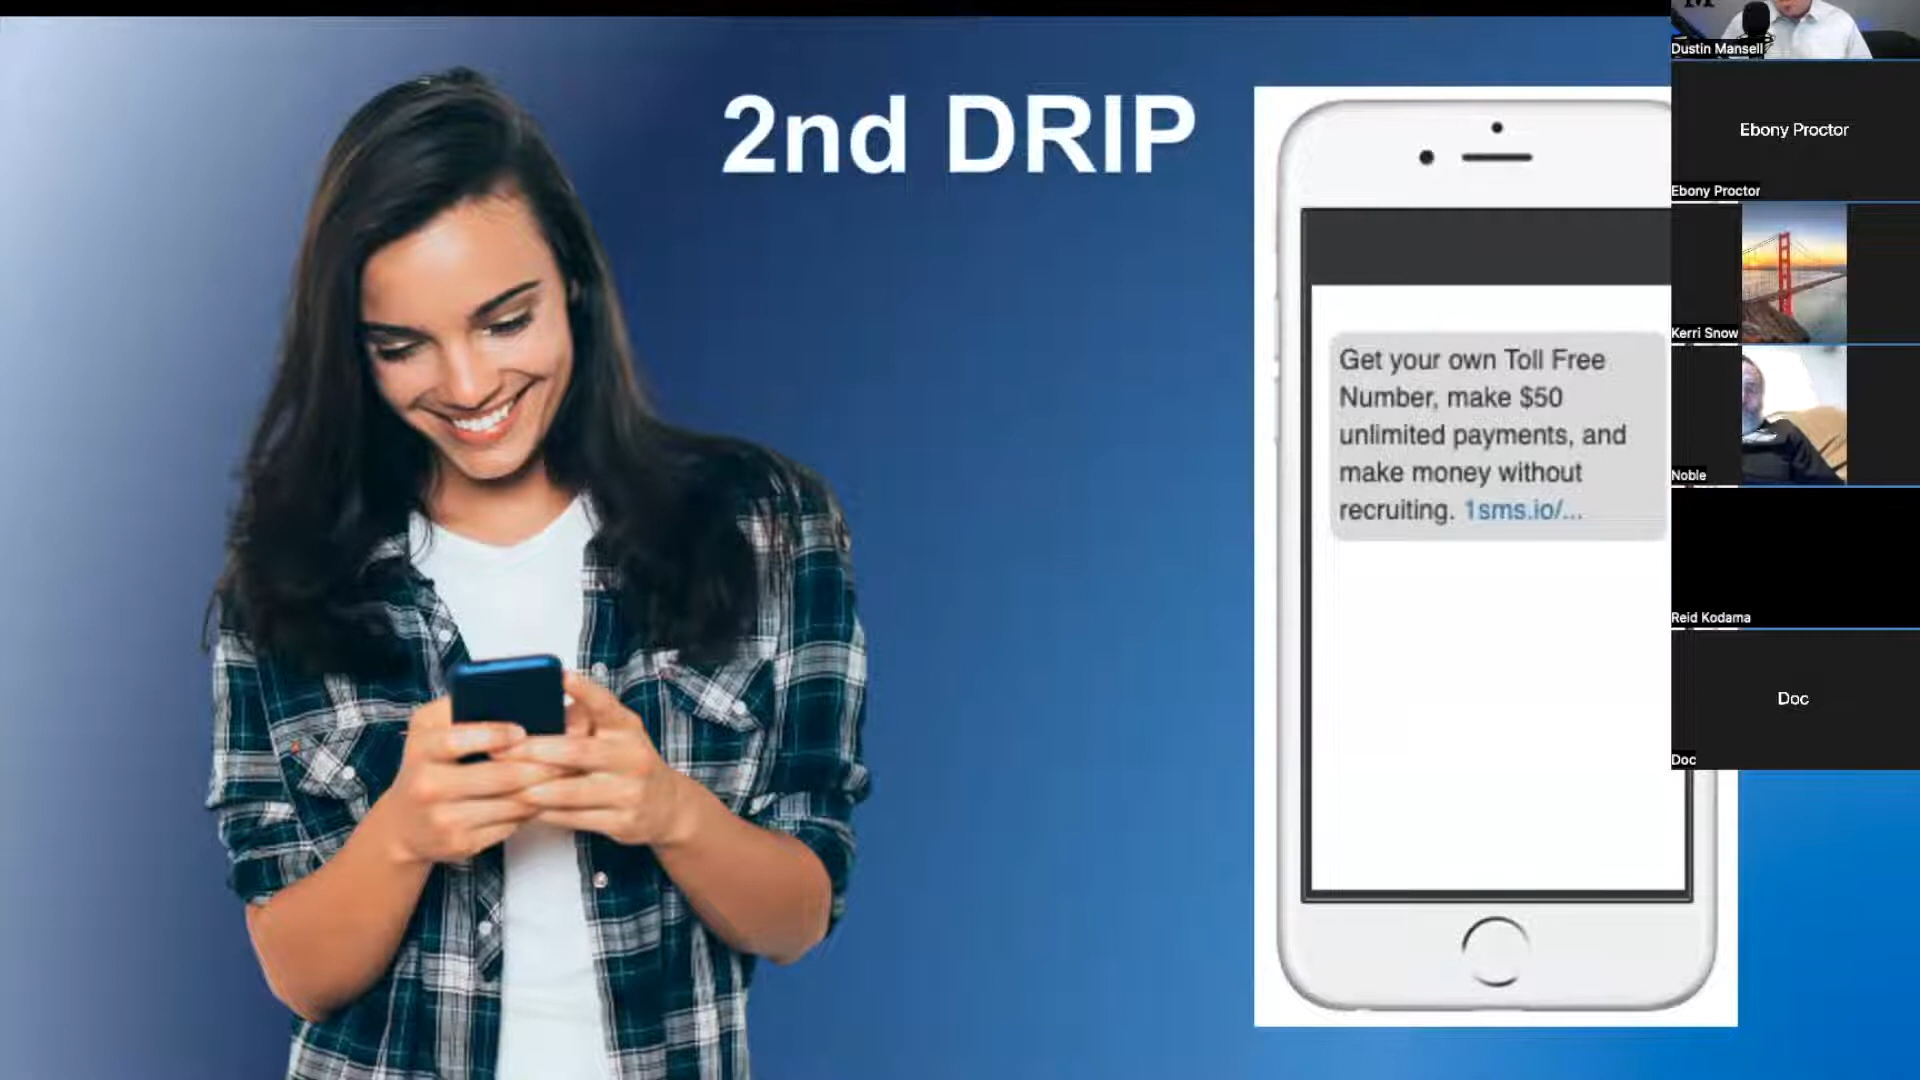 2nd DRIP
Get your own Toll Free
Number, make $50
unlimited payments, and
make money without
recruiting. 1sms.io/...
Dustin Mansell
Ebony Proctor
Ebony Proctor
Kerri Snow
Noble
Reid Kodama
Doc
Doc